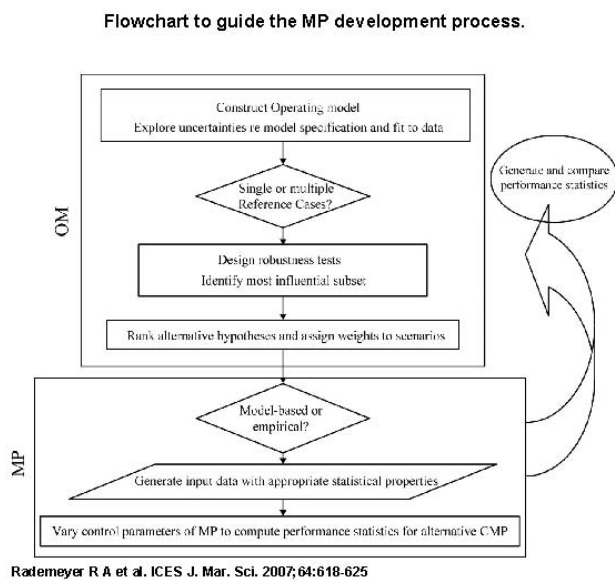 Flowchart to guide the MP development process.
OM
Construct Operating model
Explore uncertainties re model specification and fit to data
Single or multiple
Reference Cases?
Design robustness tests
Identify most influential subset
Rank alternative hypotheses and assign weights to scenarios
Generate and compare
performance statistics
MP
Model-based or
empirical?
Generate input data with appropriate statistical properties
Vary control parameters of MP to compute performance statistics for alternative CMP
Rademeyer R A et al. ICES J. Mar. Sci. 2007;64:618-625